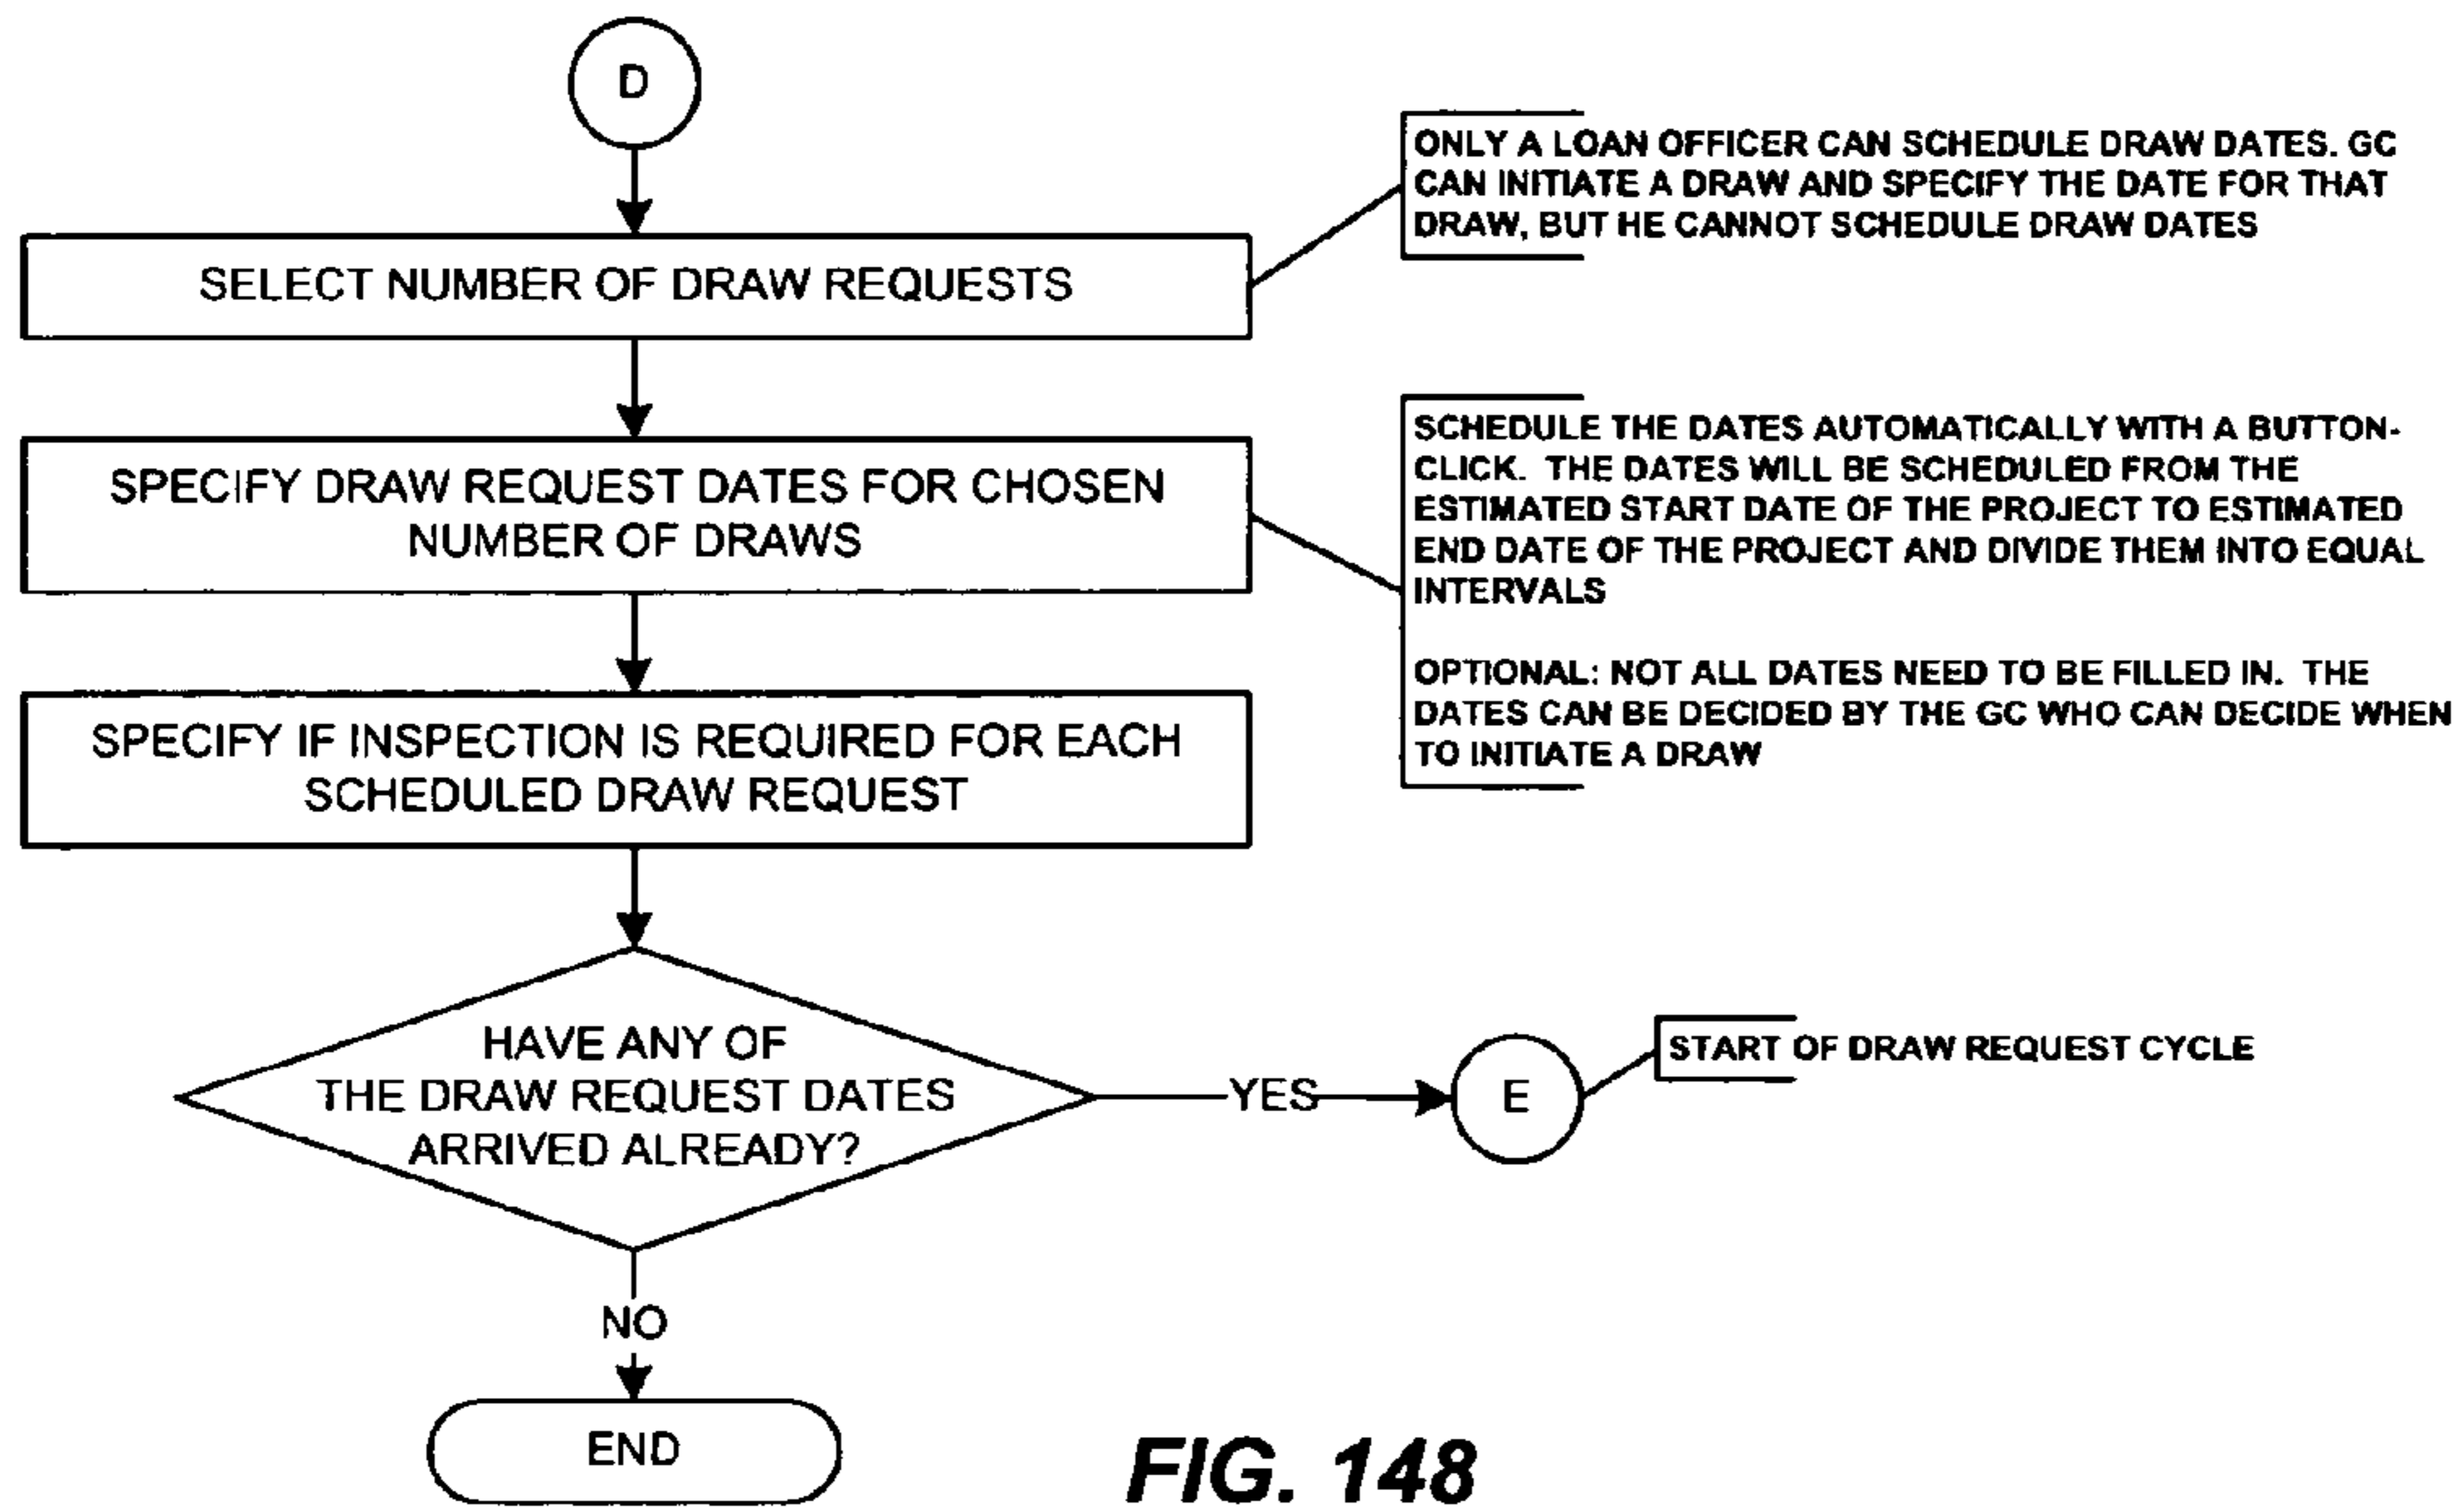 D
ONLY A LOAN OFFICER CAN SCHEDULE DRAW DATES. GC
CAN INITIATE A DRAW AND SPECIFY THE DATE FOR THAT
DRAW, BUT HE CANNOT SCHEDULE DRAW DATES
SELECT NUMBER OF DRAW REQUESTS
SPECIFY DRAW REQUEST DATES FOR CHOSEN
NUMBER OF DRAWS
SCHEDULE THE DATES AUTOMATICALLY WITH A BUTTON-
CLICK. THE DATES WILL BE SCHEDULED FROM THE
ESTIMATED START DATE OF THE PROJECT TO ESTIMATED
END DATE OF THE PROJECT AND DIVIDE THEM INTO EQUAL
INTERVALS
OPTIONAL: NOT ALL DATES NEED TO BE FILLED IN. THE
DATES CAN BE DECIDED BY THE GC WHO CAN DECIDE WHEN
TO INITIATE A DRAW
SPECIFY IF INSPECTION IS REQUIRED FOR EACH
SCHEDULED DRAW REQUEST
HAVE ANY OF
THE DRAW REQUEST DATES
ARRIVED ALREADY?
YES
E
START OF DRAW REQUEST CYCLE
NO
END
FIG. 148